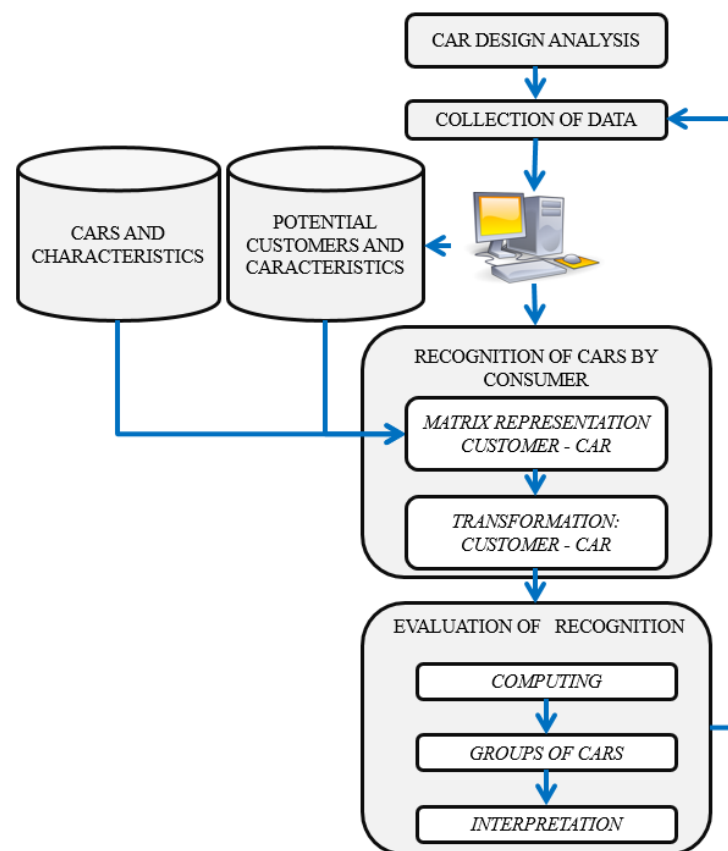 CAR DESIGN ANALYSIS
COLLECTION OF DATA
CARS AND
CHARACTERISTICS
POTENTIAL
CUSTOMERS AND
CARACTERISTICS
RECOGNITION OF CARS BY
CONSUMER
MATRIX REPRESENTATION
CUSTOMER - CAR
TRANSFORMATION:
CUSTOMER - CAR
EVALUATION OF RECOGNITION
COMPUTING
GROUPS OF CARS
INTERPRETATION